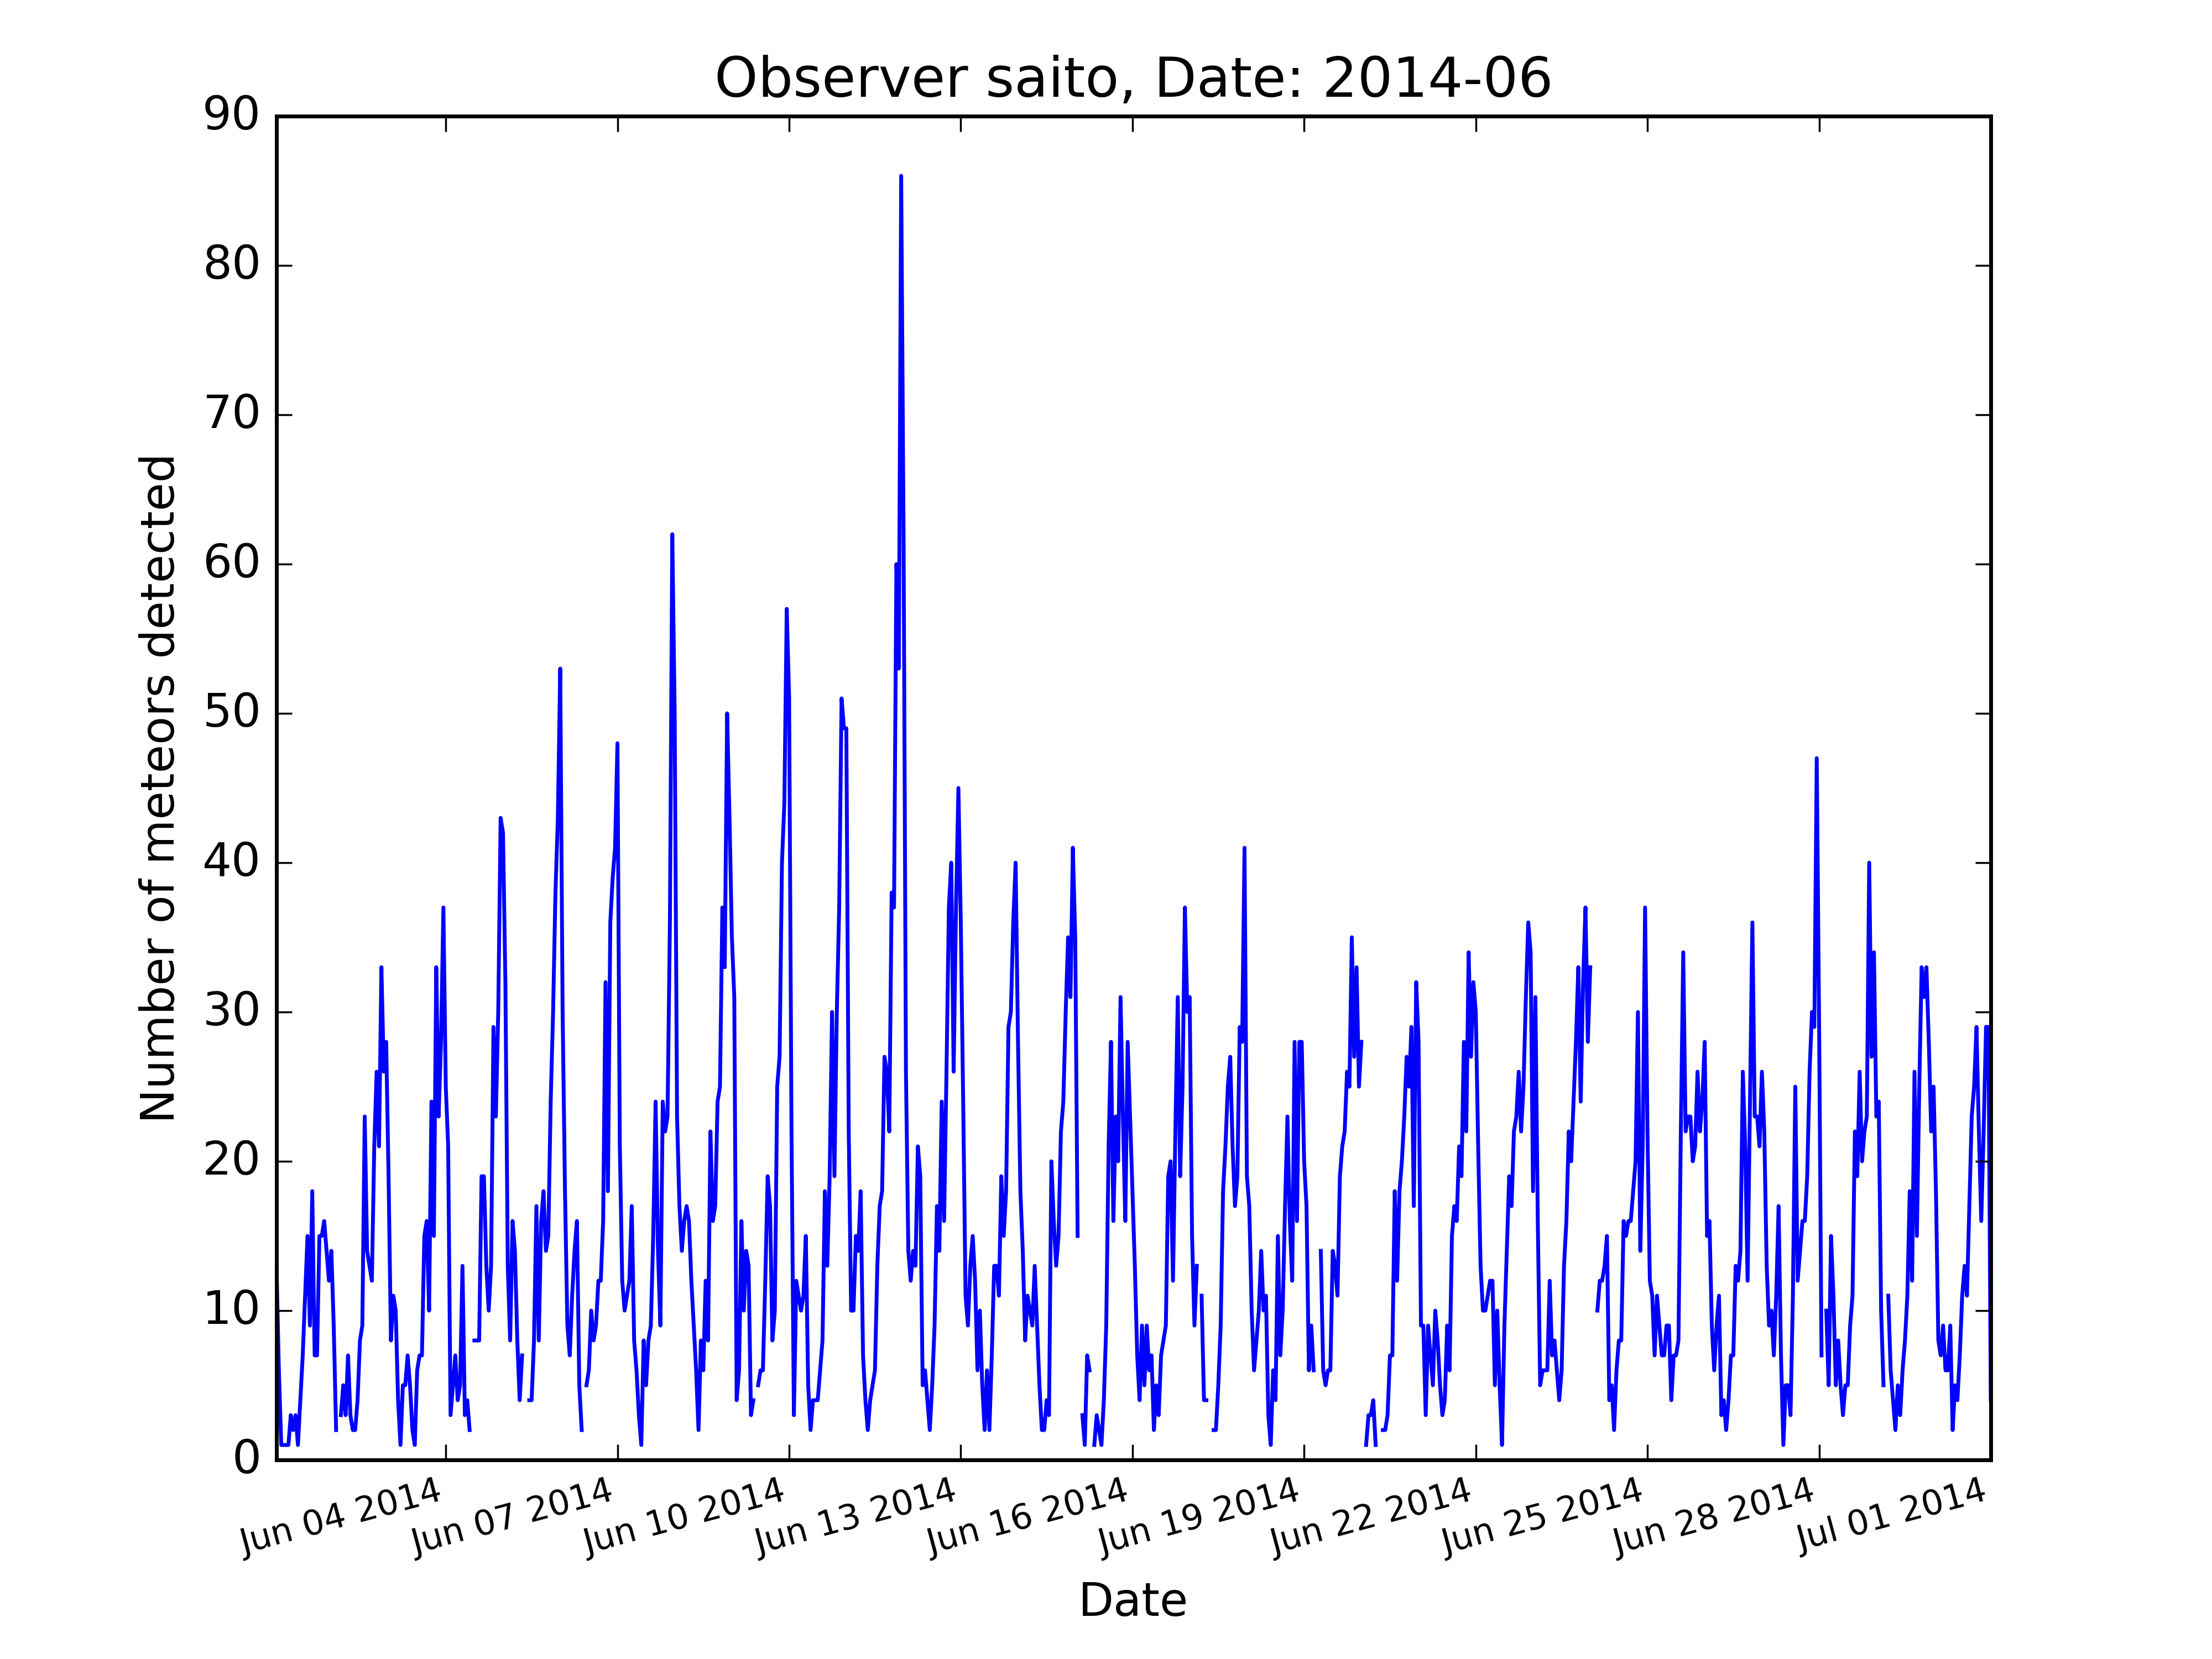 Observer saito, Date: 2014-06
90
80
70
60
50
40
30
20
10
0
Number of meteors detected
Jun 04 2014
Jun 07 2014
Jun 10 2014
Jun 13 2014
Jun 16 2014
Jun 19 2014
Jun 22 2014
Jun 25 2014
Jun 28 2014
Jul 01 2014
Date